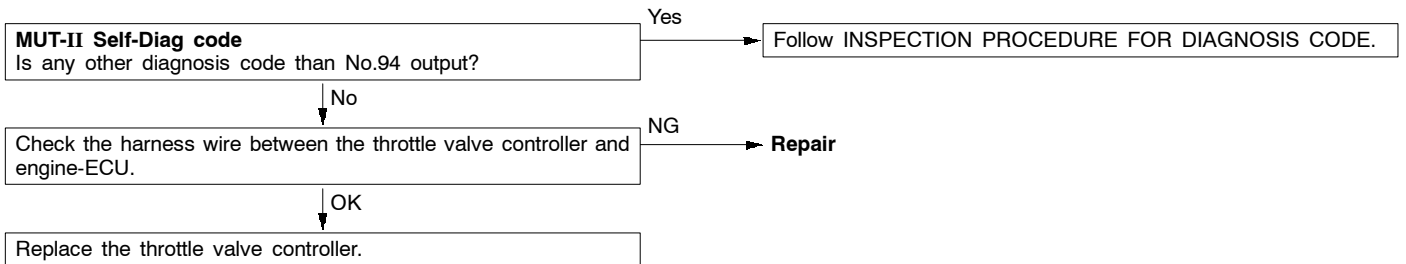 MUT-II Self-Diag code
Is any other diagnosis code than No.94 output?
Yes
Follow INSPECTION PROCEDURE FOR DIAGNOSIS CODE.
No
Check the harness wire between the throttle valve controller and
engine-ECU.
NG
Repair
OK
Replace the throttle valve controller.